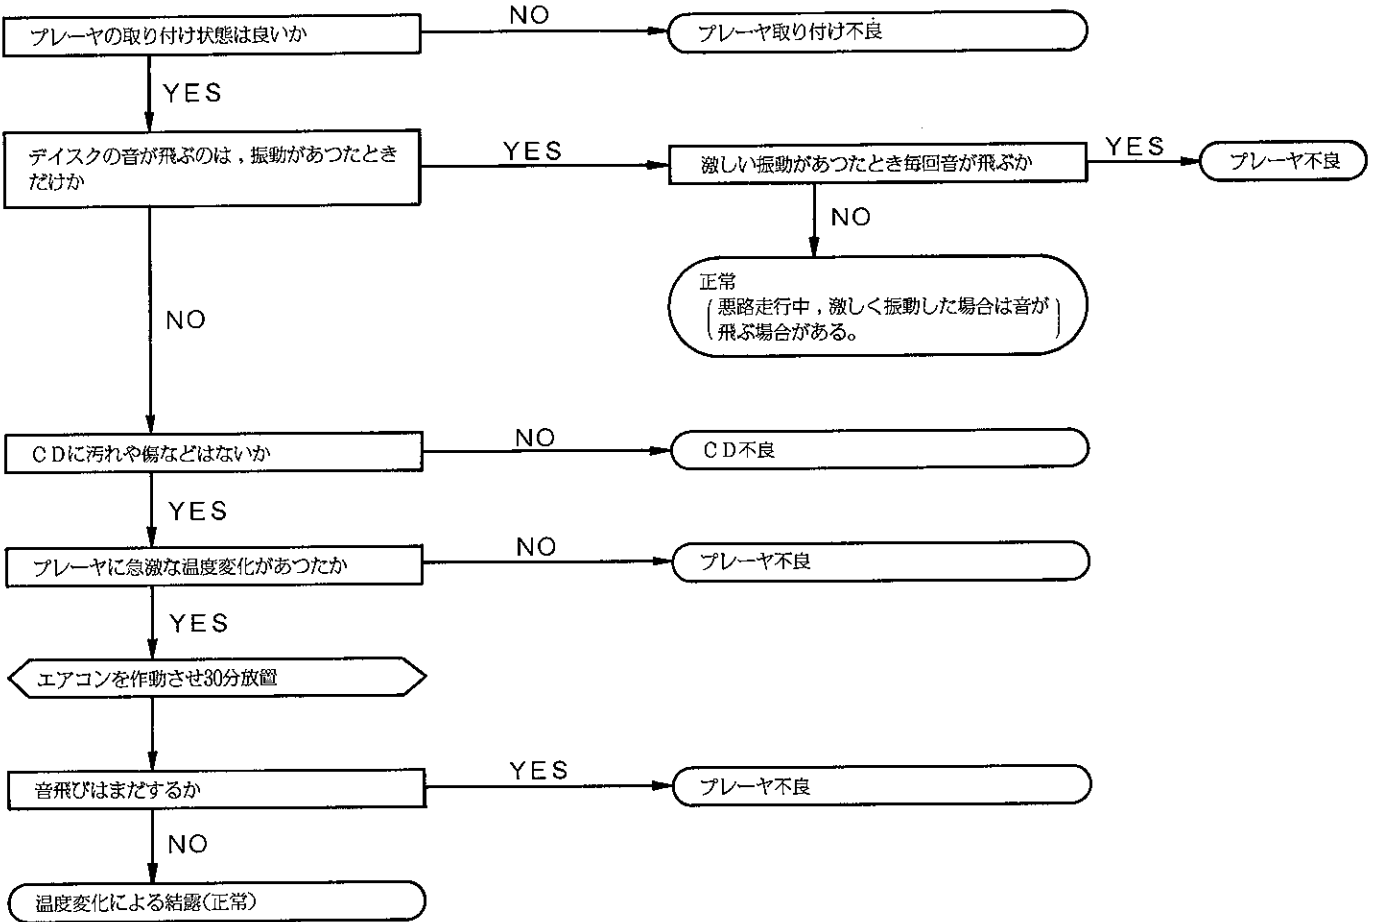 プレーヤの取り付け状態は良いか
NO
プレーヤ取り付け不良
YES
デイスクの音が飛ぶのは，振動があつたとき
だけか
YES
激しい振動があつたとき毎回音が飛ぶか
YES
プレーヤ不良
NO
正常
悪路走行中，激しく振動した場合は音が
飛ぶ場合がある。
NO
CDに汚れや傷などはないか
NO
CD不良
YES
プレーヤに急激な温度変化があつたか
NO
プレーヤ不良
YES
エアコンを作動させ30分放置
音飛びはまだするか
YES
プレーヤ不良
NO
温度変化による結露(正常)